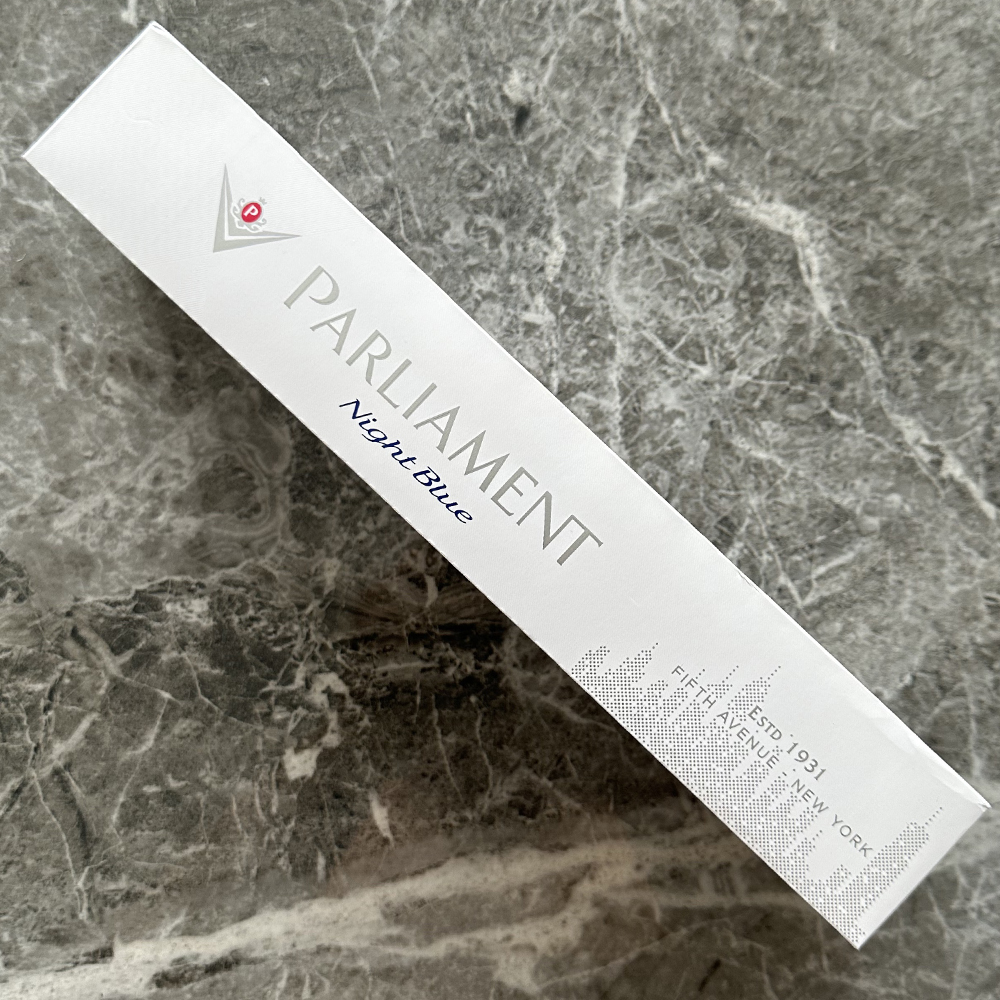 P
PARLIAMENT
Night Blue
ESTD 1931
FIFTH AVENUE · NEW YORK